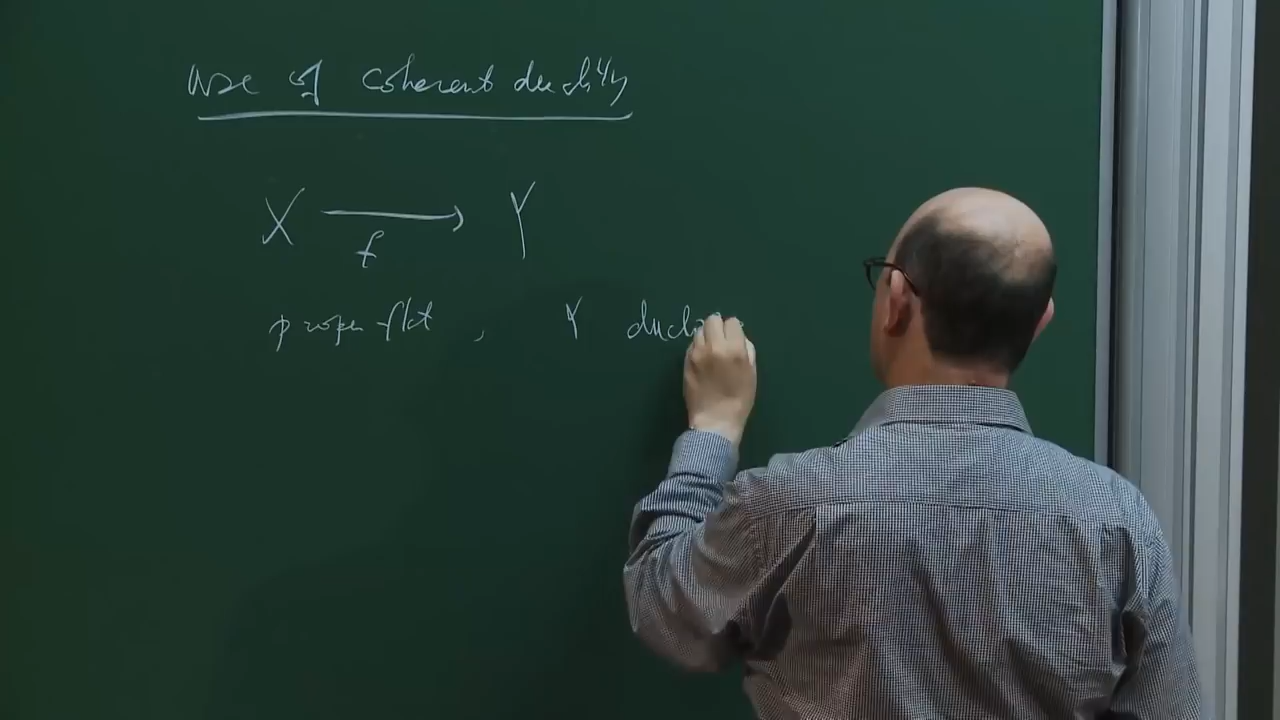 use of coherent duality
X → Y
f
proper flat, Y